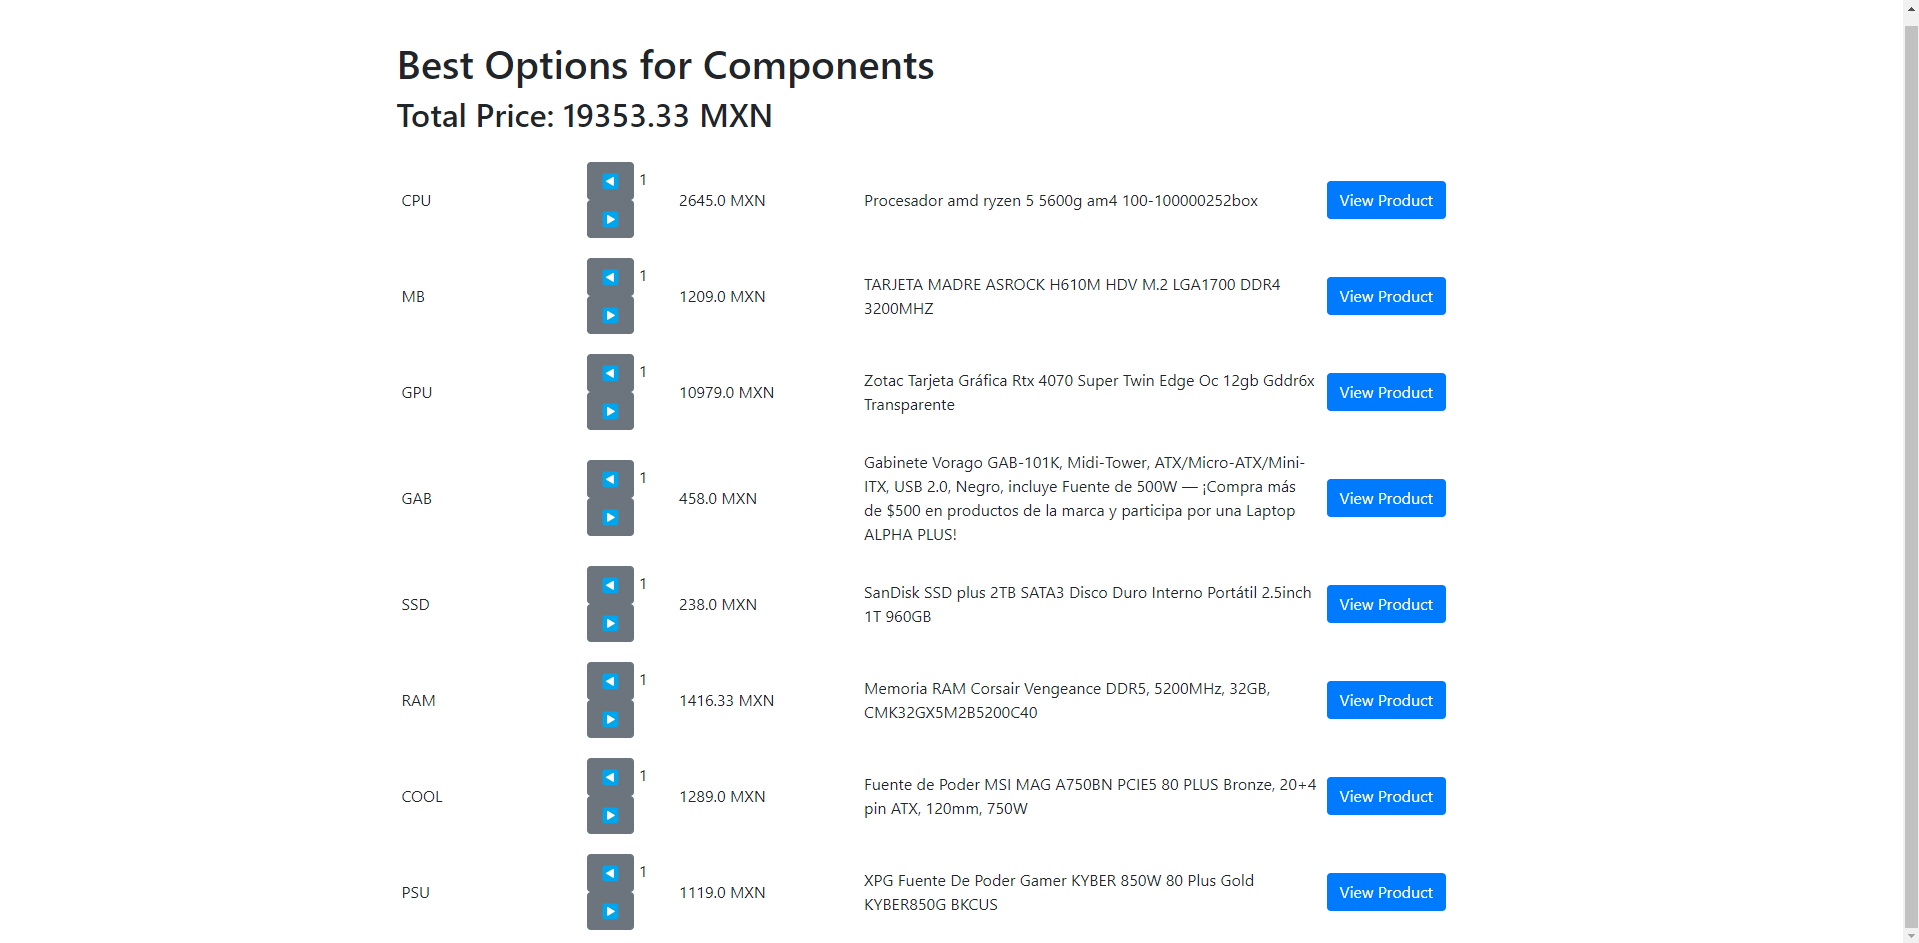 Best Options for Components
Total Price: 19353.33 MXN
CPU
1
2645.0 MXN
Procesador amd ryzen 5 5600g am4 100-100000252box
View Product
MB
1
1209.0 MXN
TARJETA MADRE ASROCK H610M HDV M.2 LGA1700 DDR4
3200MHZ
View Product
GPU
1
10979.0 MXN
Zotac Tarjeta Gráfica Rtx 4070 Super Twin Edge Oc 12gb Gddr6x
Transparente
View Product
GAB
1
458.0 MXN
Gabinete Vorago GAB-101K, Midi-Tower, ATX/Micro-ATX/Mini-
ITX, USB 2.0, Negro, incluye Fuente de 500W — ¡Compra más
de $500 en productos de la marca y participa por una Laptop
ALPHA PLUS!
View Product
SSD
1
238.0 MXN
SanDisk SSD plus 2TB SATA3 Disco Duro Interno Portátil 2.5inch
1T 960GB
View Product
RAM
1
1416.33 MXN
Memoria RAM Corsair Vengeance DDR5, 5200MHz, 32GB,
CMK32GX5M2B5200C40
View Product
COOL
1
1289.0 MXN
Fuente de Poder MSI MAG A750BN PCIE5 80 PLUS Bronze, 20+4
pin ATX, 120mm, 750W
View Product
PSU
1
1119.0 MXN
XPG Fuente De Poder Gamer KYBER 850W 80 Plus Gold
KYBER850G BKCUS
View Product